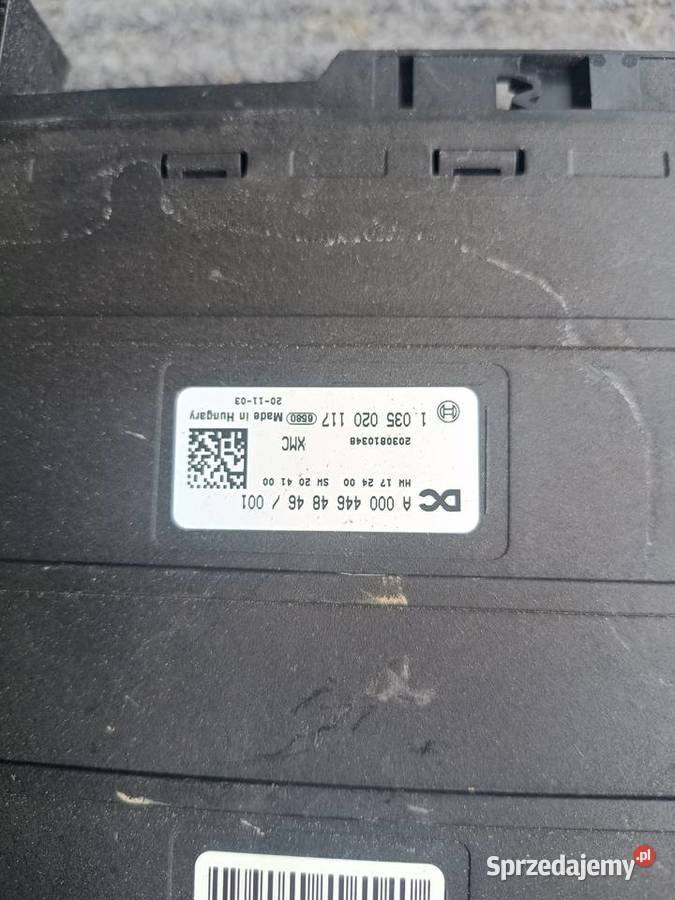 DC A 000 446 48 46 / 001
HW 17 24 00 SW 20 41 00
2030810348 XMC
1 035 020 117 6580 Made in Hungary
20-11-03
Sprzedajemy.pl